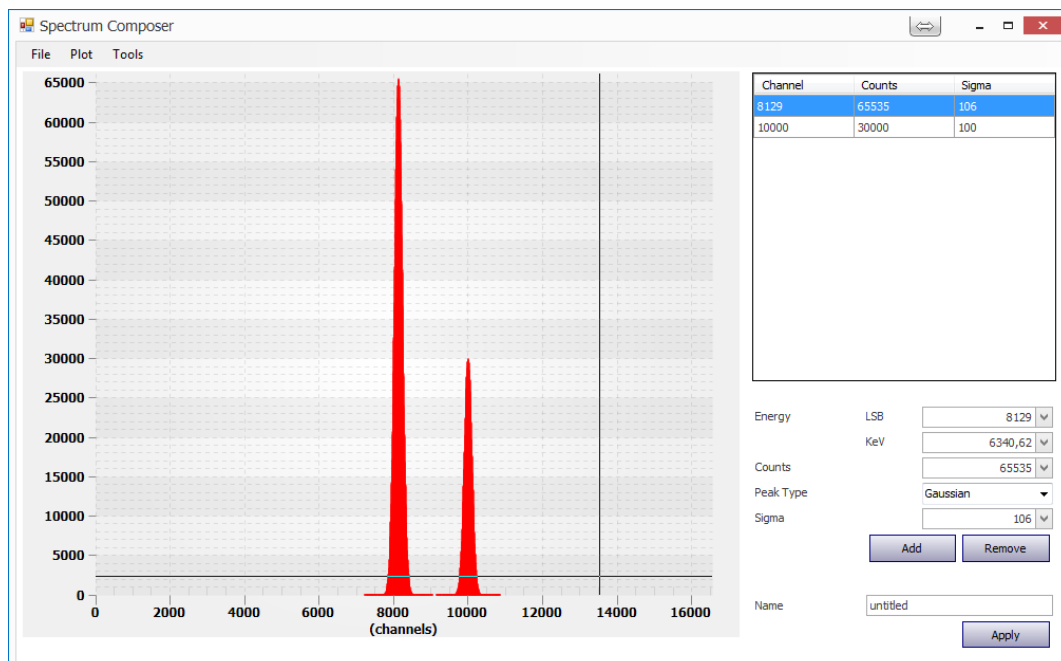 Spectrum Composer
File Plot Tools
65000
60000
55000
50000
45000
40000
35000
30000
25000
20000
15000
10000
5000
0
0 2000 4000 6000 8000 10000 12000 14000 16000
(channels)
Channel Counts Sigma
8129 65535 106
10000 30000 100
Energy LSB 8129
KeV 6340,62
Counts 65535
Peak Type Gaussian
Sigma 106
Add Remove
Name untitled
Apply